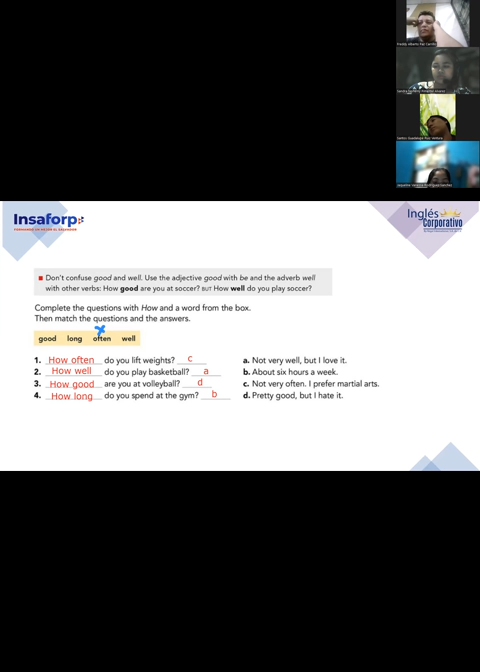 Insaforp
Inglés
Corporativo
Don't confuse good and well. Use the adjective good with be and the adverb well
with other verbs: How good are you at soccer? BUT How well do you play soccer?
Complete the questions with How and a word from the box.
Then match the questions and the answers.
good long often well
1. How often do you lift weights? c
2. How well do you play basketball? a
3. How good are you at volleyball? d
4. How long do you spend at the gym? b
a. Not very well, but I love it.
b. About six hours a week.
c. Not very often. I prefer martial arts.
d. Pretty good, but I hate it.